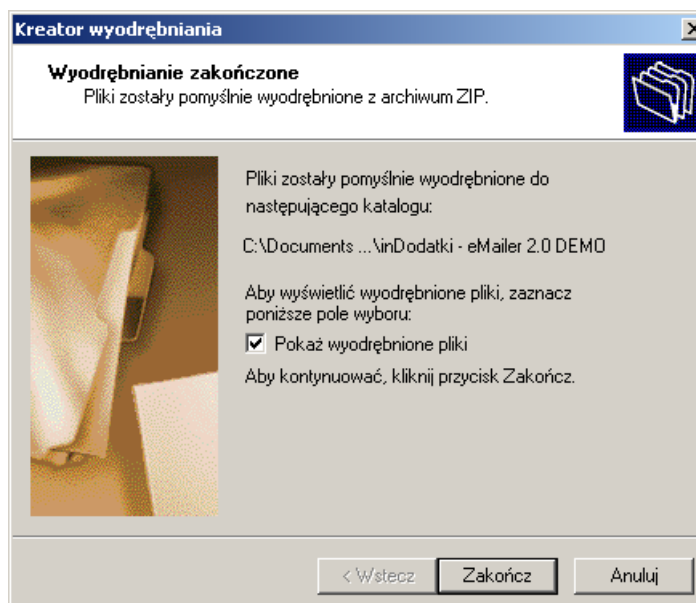 Kreator wyodrębniania
Wyodrębnianie zakończone
Pliki zostały pomyślnie wyodrębnione z archiwum ZIP.
Pliki zostały pomyślnie wyodrębnione do
następującego katalogu:
C:\Documents ...\inDodatki - eMailer 2.0 DEMO
Aby wyświetlić wyodrębnione pliki, zaznacz
poniższe pole wyboru:
Pokaż wyodrębnione pliki
Aby kontynuować, kliknij przycisk Zakończ.
< Wstecz
Zakończ
Anuluj